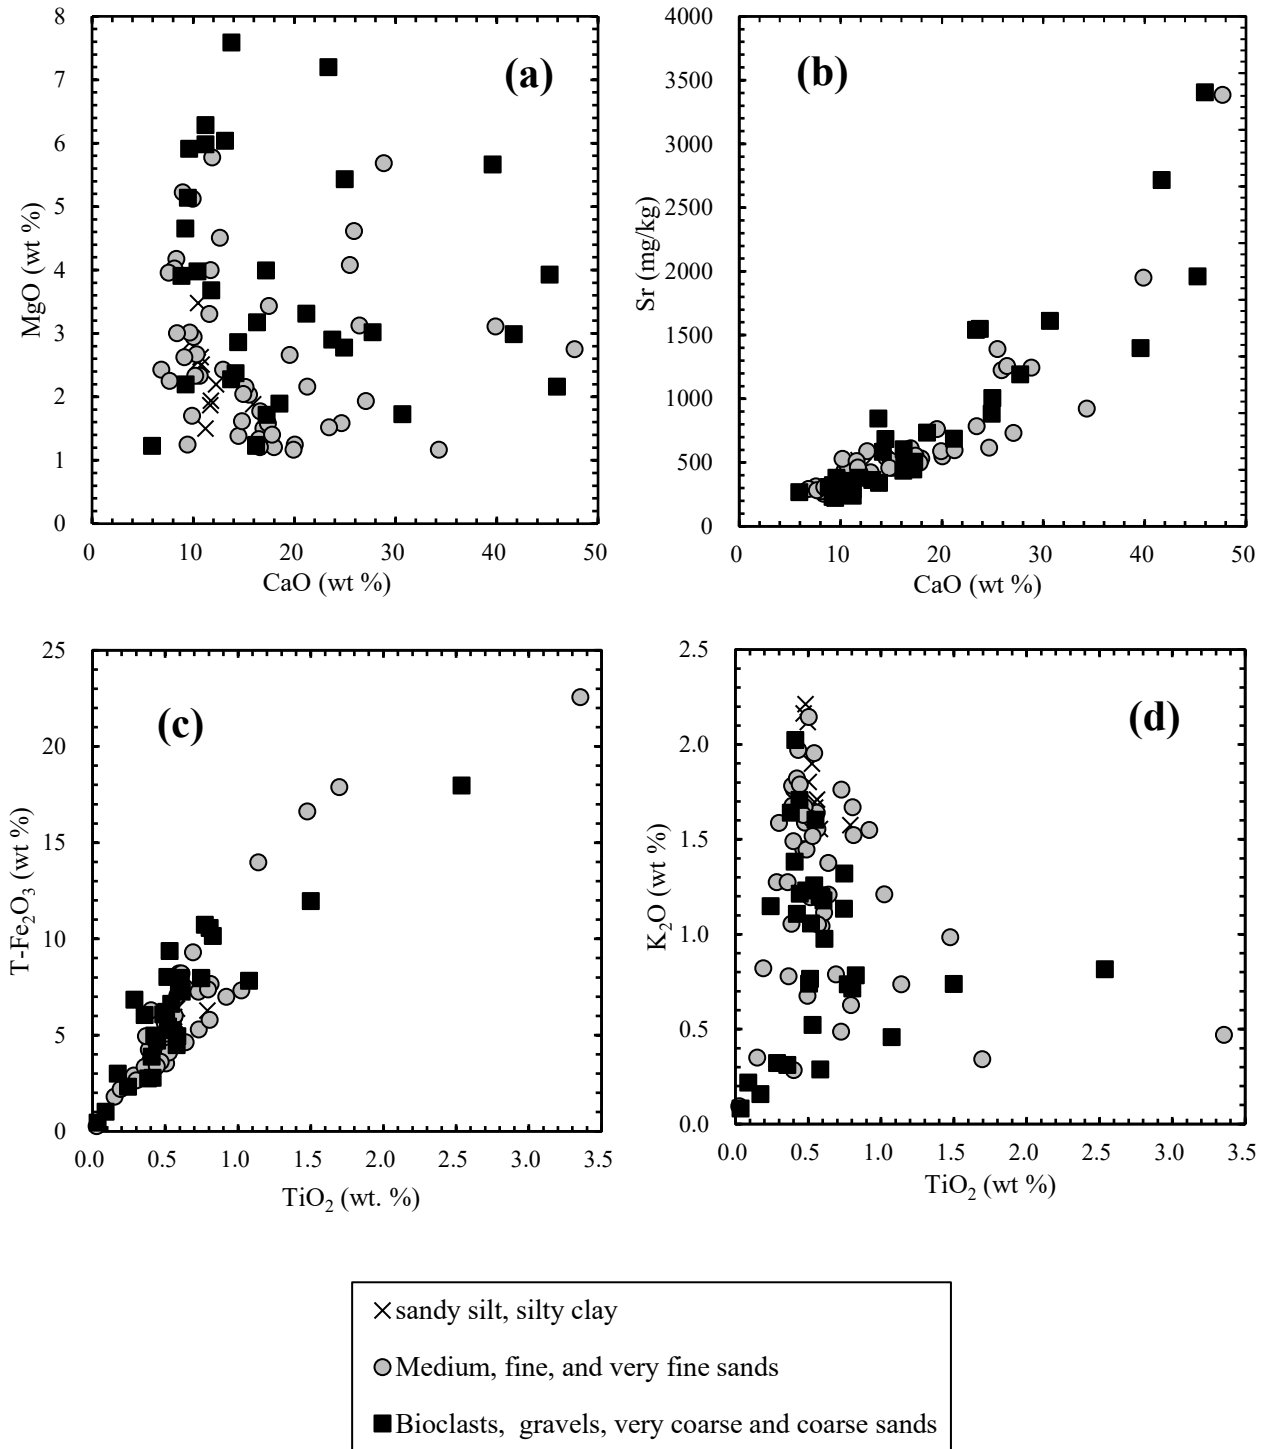 8
7
6
5
4
3
2
1
0
MgO (wt %)
(a)
0 10 20 30 40 50
CaO (wt %)
4000
3500
3000
2500
2000
1500
1000
500
0
Sr (mg/kg)
(b)
0 10 20 30 40 50
CaO (wt %)
25
20
15
10
5
0
T-Fe₂O₃ (wt %)
(c)
0.0 0.5 1.0 1.5 2.0 2.5 3.0 3.5
TiO₂ (wt. %)
2.5
2.0
1.5
1.0
0.5
0.0
K₂O (wt %)
(d)
0.0 0.5 1.0 1.5 2.0 2.5 3.0 3.5
TiO₂ (wt %)
sandy silt, silty clay
Medium, fine, and very fine sands
Bioclasts, gravels, very coarse and coarse sands